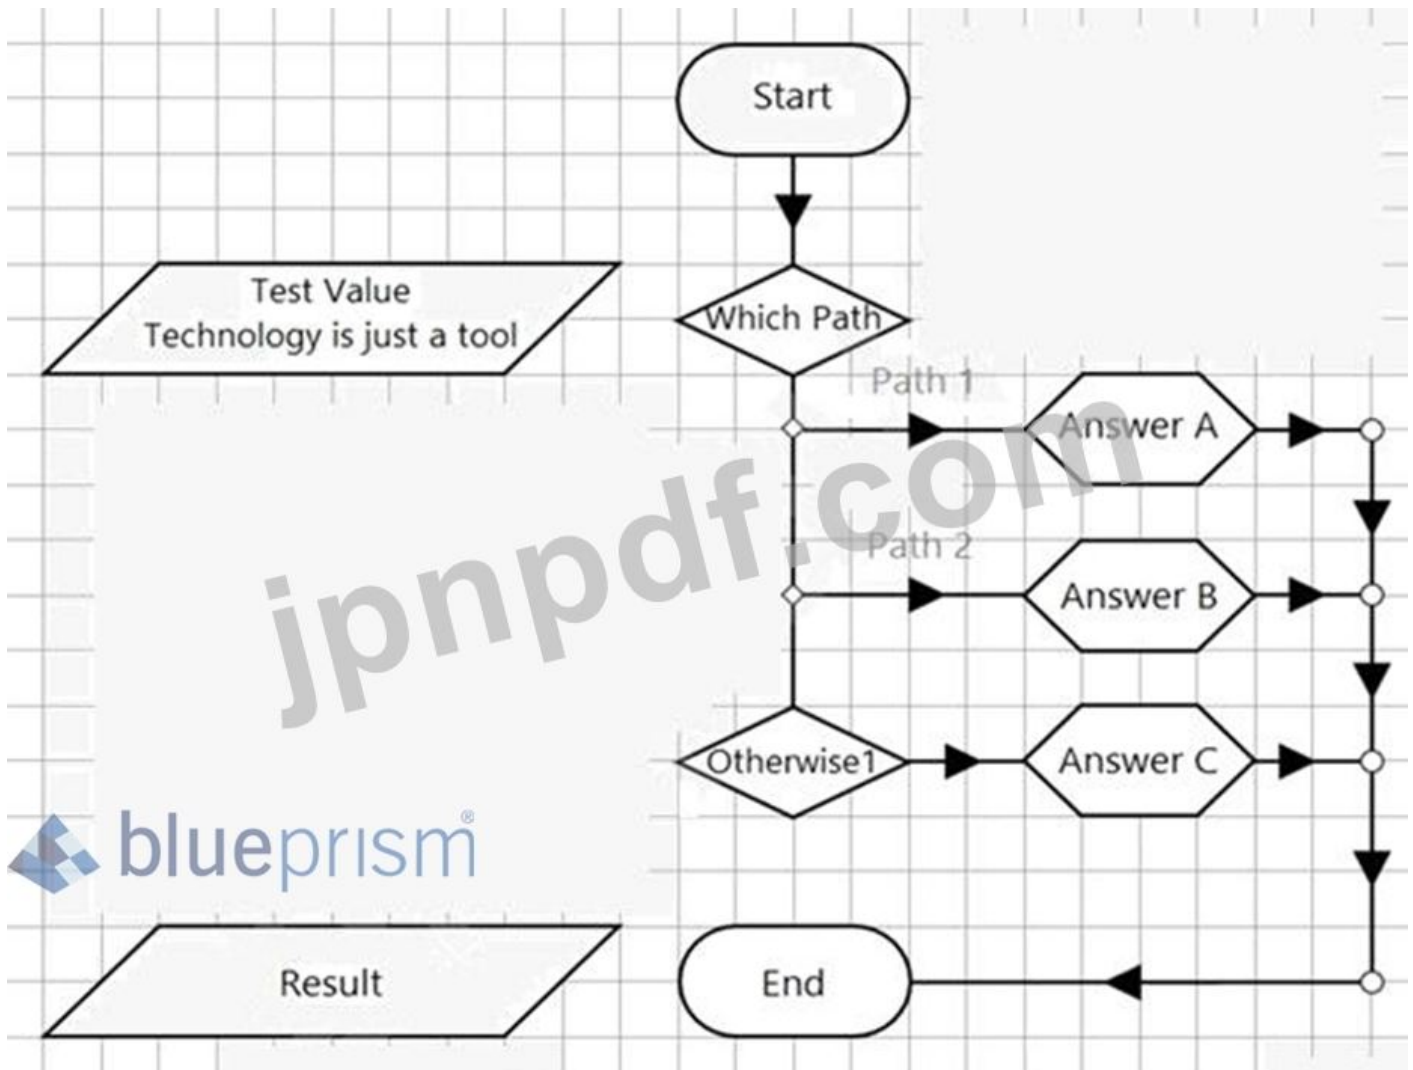 Start
Test Value
Technology is just a tool
Which Path
Path 1
Answer A
jpnpdf.com
Path 2
Answer B
Otherwise1
Answer C
blueprism®
Result
End